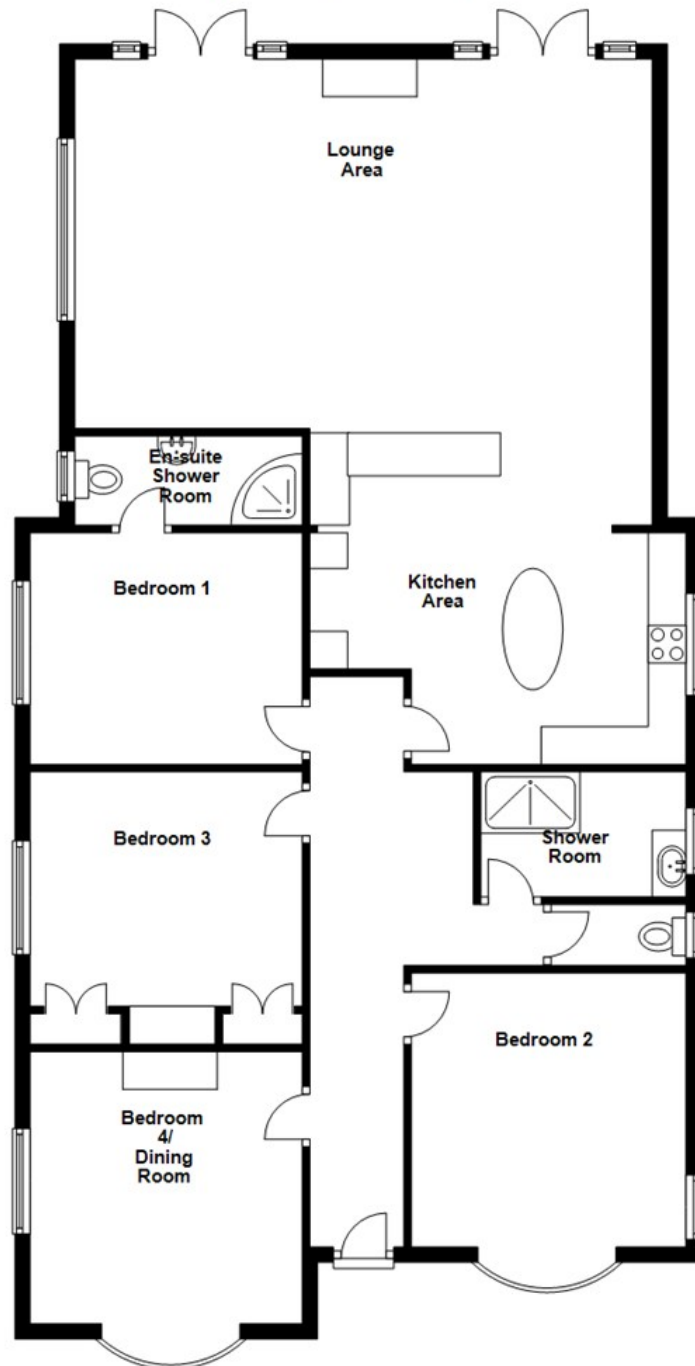 Lounge
Area
En-suite
Shower
Room
Bedroom 1
Kitchen
Area
Bedroom 3
Shower
Room
Bedroom 2
Bedroom
4/
Dining
Room